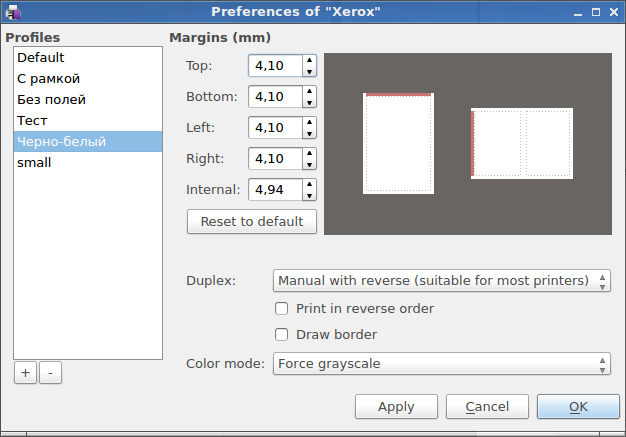 Preferences of "Xerox"
Profiles
Default
С рамкой
Без полей
Тест
Черно-белый
small
+ -
Margins (mm)
Top: 4,10
Bottom: 4,10
Left: 4,10
Right: 4,10
Internal: 4,94
Reset to default
Duplex: Manual with reverse (suitable for most printers)
Print in reverse order
Draw border
Color mode: Force grayscale
Apply Cancel OK